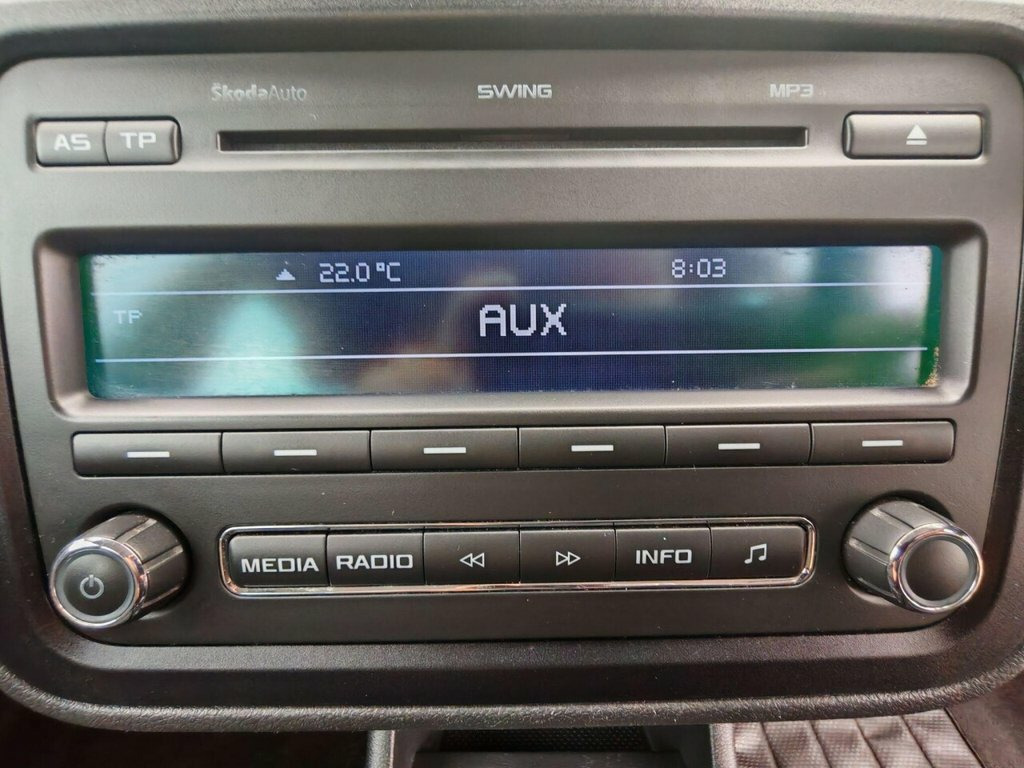 ŠkodaAuto SWING MP3
AS TP
22.0 °C 8:03
TP
AUX
MEDIA RADIO INFO